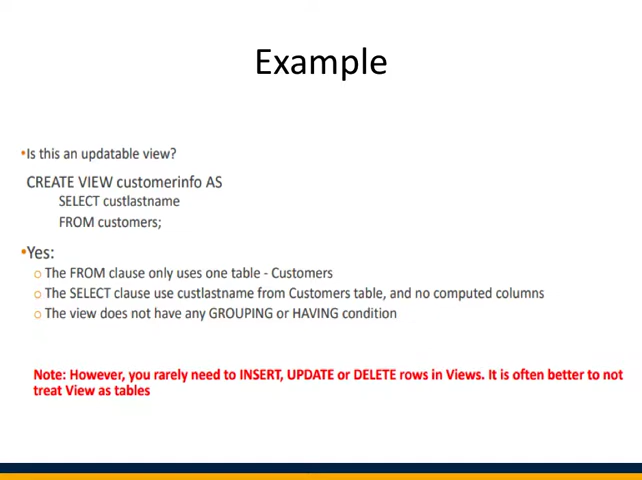 Example
•Is this an updatable view?
CREATE VIEW customerinfo AS
SELECT custlastname
FROM customers;
•Yes:
o The FROM clause only uses one table - Customers
o The SELECT clause use custlastname from Customers table, and no computed columns
o The view does not have any GROUPING or HAVING condition
Note: However, you rarely need to INSERT, UPDATE or DELETE rows in Views. It is often better to not
treat View as tables